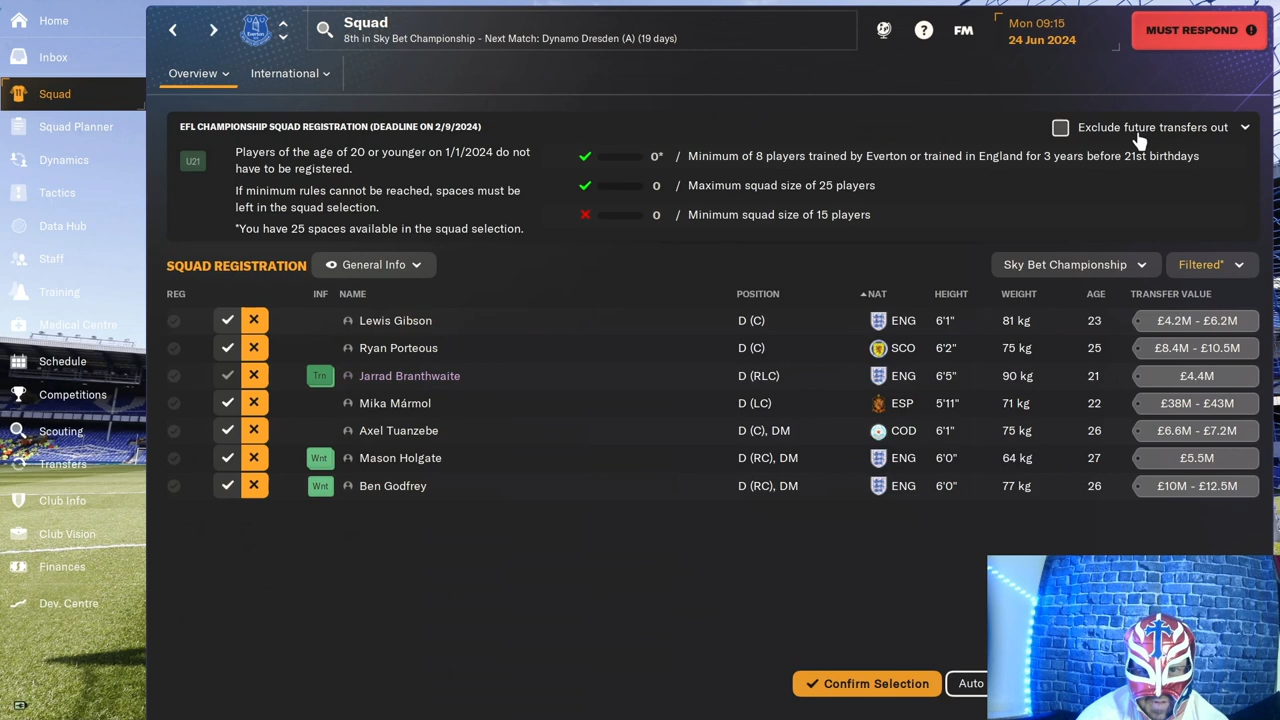 Home
Inbox
Squad
Squad Planner
Dynamics
Tactics
Data Hub
Staff
Training
Medical Centre
Schedule
Competitions
Scouting
Transfers
Club Info
Club Vision
Finances
Dev. Centre
Squad
8th in Sky Bet Championship - Next Match: Dynamo Dresden (A) (19 days)
?
FM
Mon 09:15
24 Jun 2024
MUST RESPOND
Overview
International
EFL CHAMPIONSHIP SQUAD REGISTRATION (DEADLINE ON 2/9/2024)
Exclude future transfers out
U21
Players of the age of 20 or younger on 1/1/2024 do not
have to be registered.
If minimum rules cannot be reached, spaces must be
left in the squad selection.
*You have 25 spaces available in the squad selection.
0* / Minimum of 8 players trained by Everton or trained in England for 3 years before 21st birthdays
0 / Maximum squad size of 25 players
0 / Minimum squad size of 15 players
SQUAD REGISTRATION
General Info
Sky Bet Championship
Filtered*
REG INF NAME POSITION NAT HEIGHT WEIGHT AGE TRANSFER VALUE
Lewis Gibson D (C) ENG 6'1" 81 kg 23 £4.2M - £6.2M
Ryan Porteous D (C) SCO 6'2" 75 kg 25 £8.4M - £10.5M
Trn Jarrad Branthwaite D (RLC) ENG 6'5" 90 kg 21 £4.4M
Mika Mármol D (LC) ESP 5'11" 71 kg 22 £38M - £43M
Axel Tuanzebe D (C), DM COD 6'1" 75 kg 26 £6.6M - £7.2M
Wnt Mason Holgate D (RC), DM ENG 6'0" 64 kg 27 £5.5M
Wnt Ben Godfrey D (RC), DM ENG 6'0" 77 kg 26 £10M - £12.5M
Confirm Selection
Auto